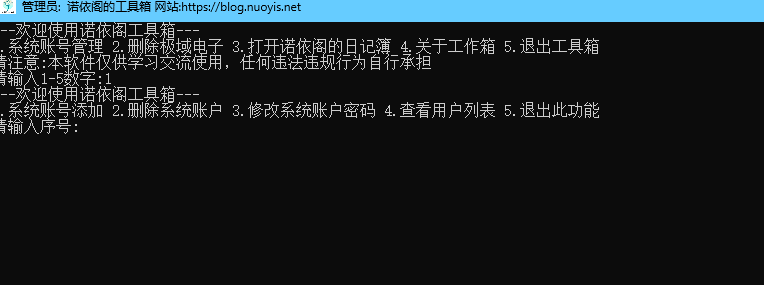 管理员: 诺依阁的工具箱 网站:https://blog.nuoyis.net
--欢迎使用诺依阁工具箱---
.系统账号管理 2.删除极域电子 3.打开诺依阁的日记簿 4.关于工作箱 5.退出工具箱
请注意:本软件仅供学习交流使用，任何违法违规行为自行承担
请输入1-5数字:1
--欢迎使用诺依阁工具箱---
.系统账号添加 2.删除系统账户 3.修改系统账户密码 4.查看用户列表 5.退出此功能
请输入序号: